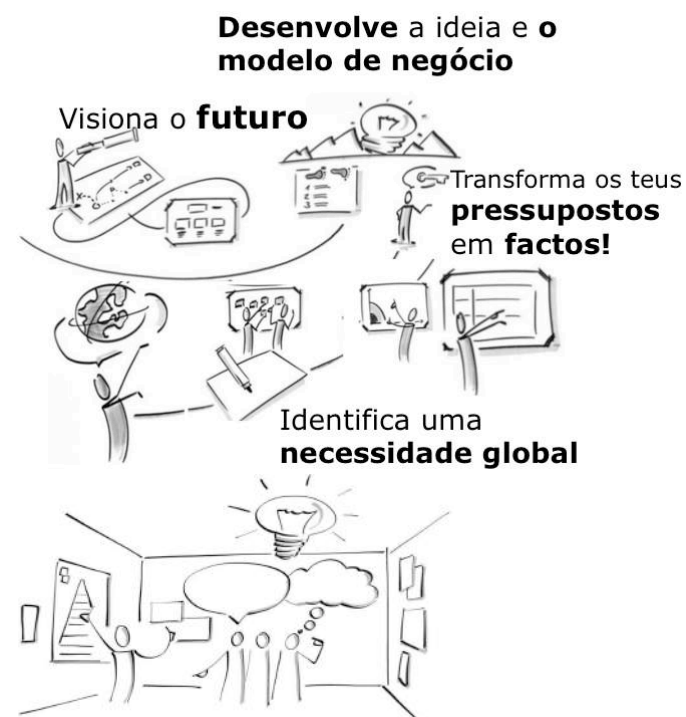 Desenvolve a ideia e o
modelo de negócio
Visiona o futuro
Transforma os teus
pressupostos
em factos!
Identifica uma
necessidade global